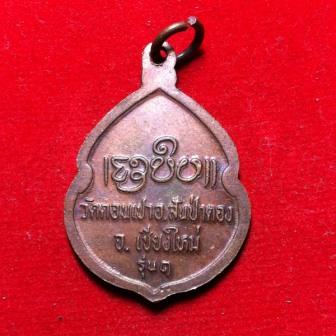 วัดดอนเปา อ.สันป่าตอง
จ. เชียงใหม่
รุ่น ๑